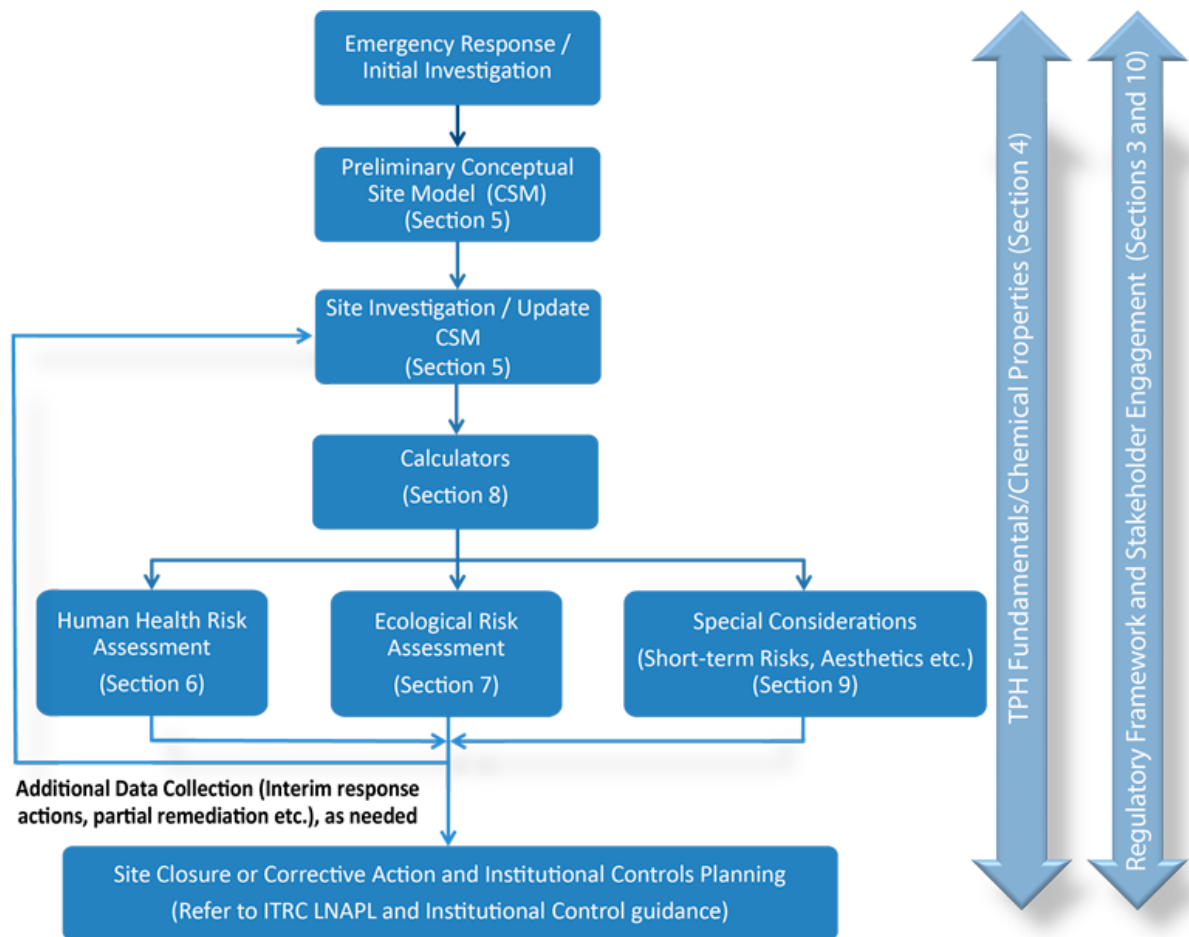 Emergency Response /
Initial Investigation
Preliminary Conceptual
Site Model (CSM)
(Section 5)
Site Investigation / Update
CSM
(Section 5)
Calculators
(Section 8)
Human Health Risk
Assessment
(Section 6)
Ecological Risk
Assessment
(Section 7)
Special Considerations
(Short-term Risks, Aesthetics etc.)
(Section 9)
Additional Data Collection (Interim response
actions, partial remediation etc.), as needed
Site Closure or Corrective Action and Institutional Controls Planning
(Refer to ITRC LNAPL and Institutional Control guidance)
TPH Fundamentals/Chemical Properties (Section 4)
Regulatory Framework and Stakeholder Engagement (Sections 3 and 10)